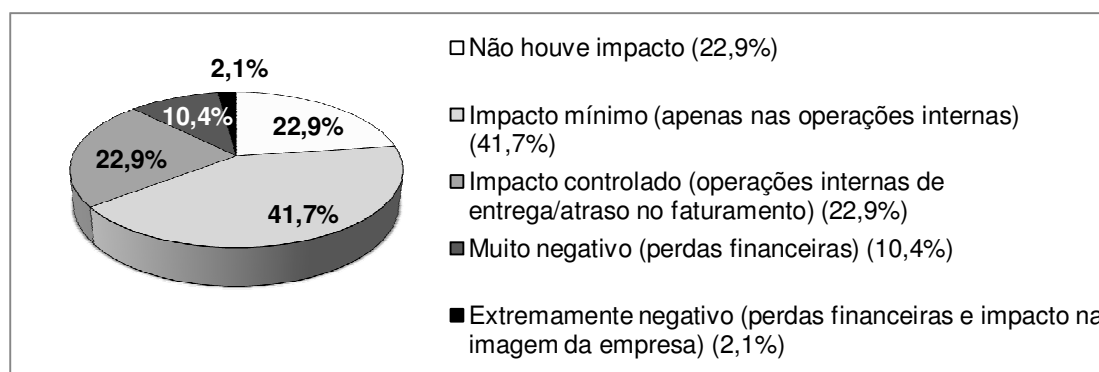 2,1%
10,4%
22,9%
22,9%
41,7%
Não houve impacto (22,9%)
Impacto mínimo (apenas nas operações internas)
(41,7%)
Impacto controlado (operações internas de
entrega/atraso no faturamento) (22,9%)
Muito negativo (perdas financeiras) (10,4%)
Extremamente negativo (perdas financeiras e impacto na
imagem da empresa) (2,1%)